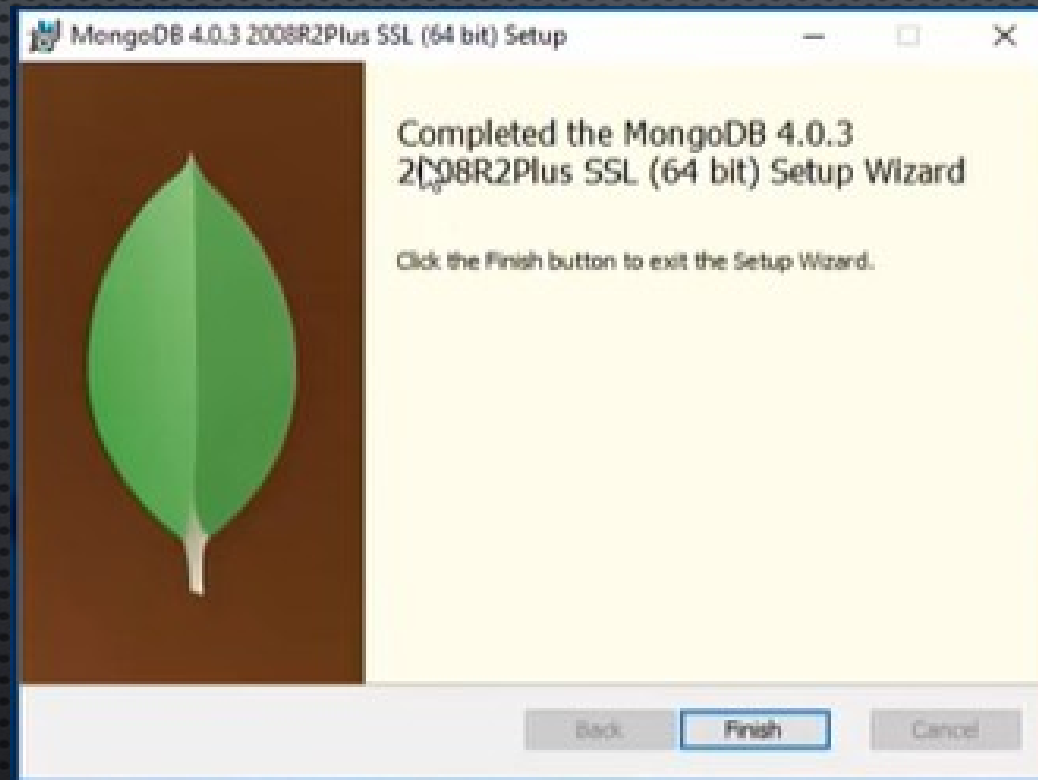 MongoDB 4.0.3 2008R2Plus SSL (64 bit) Setup
Completed the MongoDB 4.0.3
2008R2Plus SSL (64 bit) Setup Wizard
Click the Finish button to exit the Setup Wizard.
Back Finish Cancel